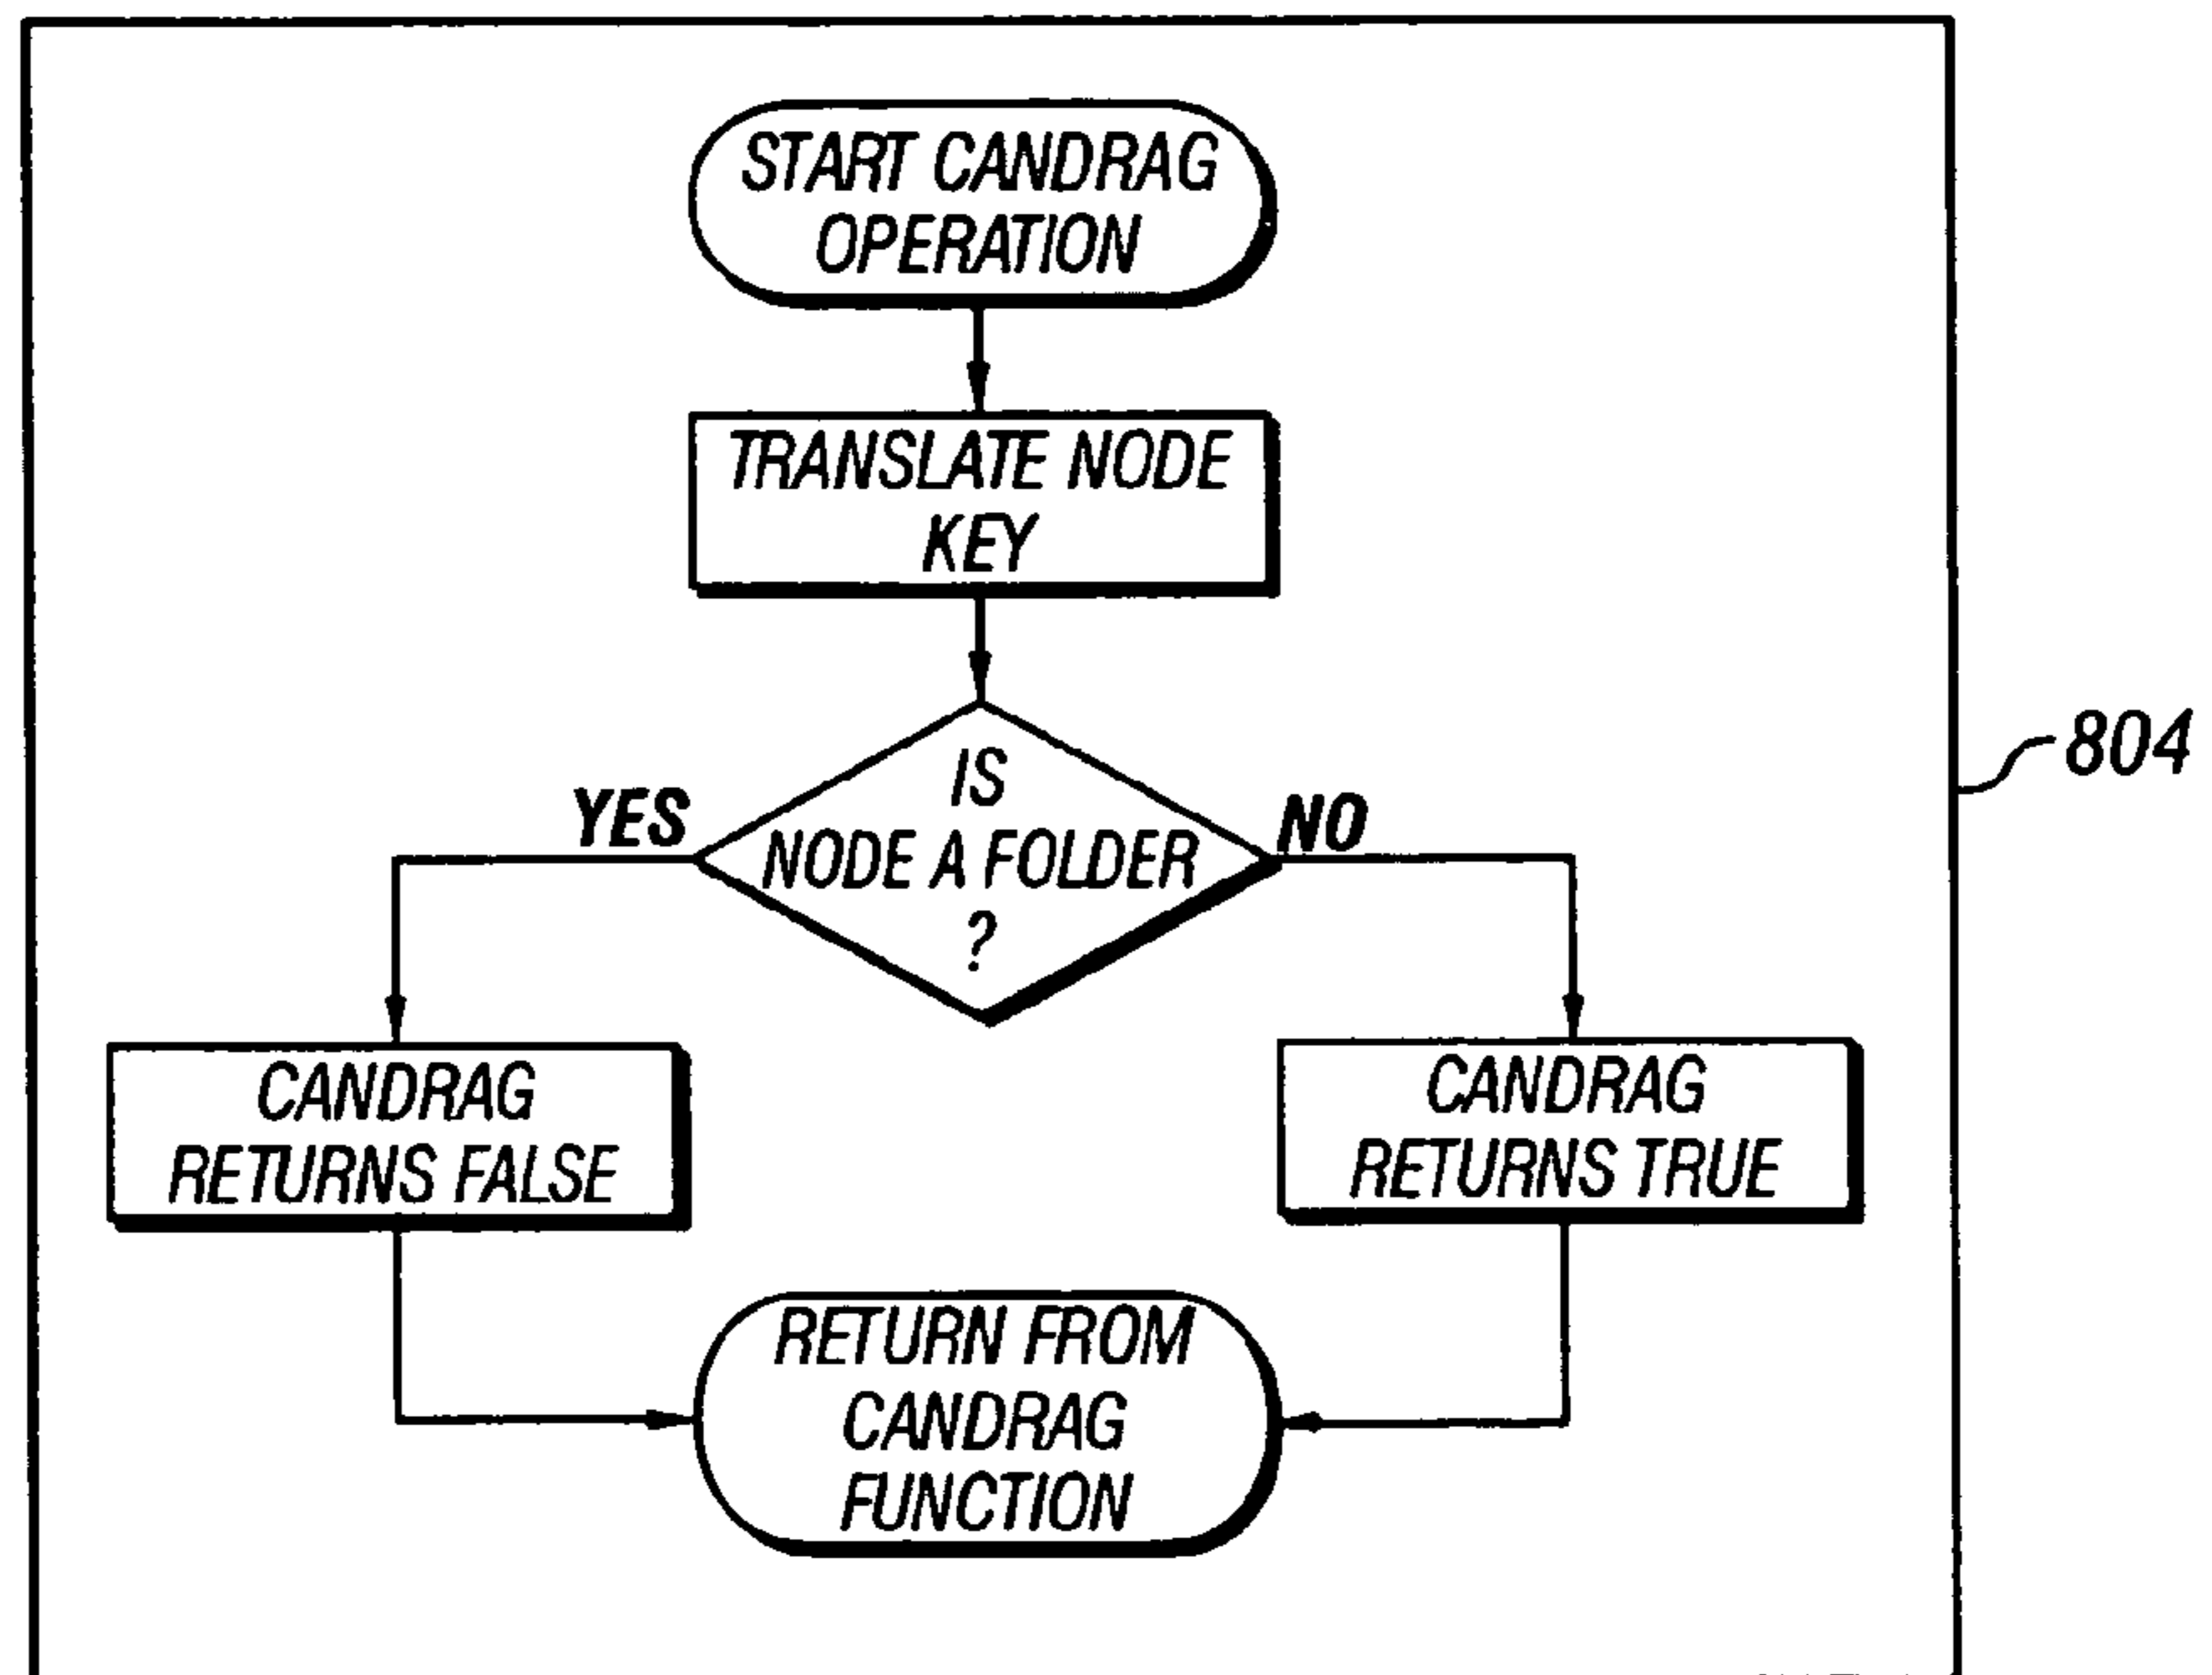 START CANDRAG
OPERATION
TRANSLATE NODE
KEY
IS
NODE A FOLDER
?
YES
NO
804
CANDRAG
RETURNS FALSE
CANDRAG
RETURNS TRUE
RETURN FROM
CANDRAG
FUNCTION